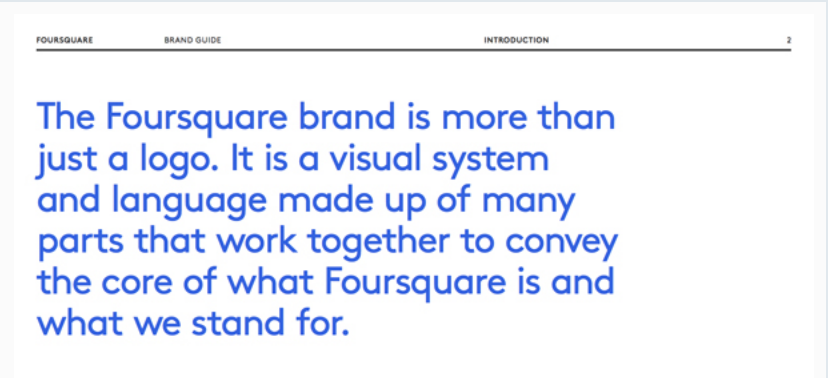 FOURSQUARE BRAND GUIDE INTRODUCTION 2
The Foursquare brand is more than
just a logo. It is a visual system
and language made up of many
parts that work together to convey
the core of what Foursquare is and
what we stand for.